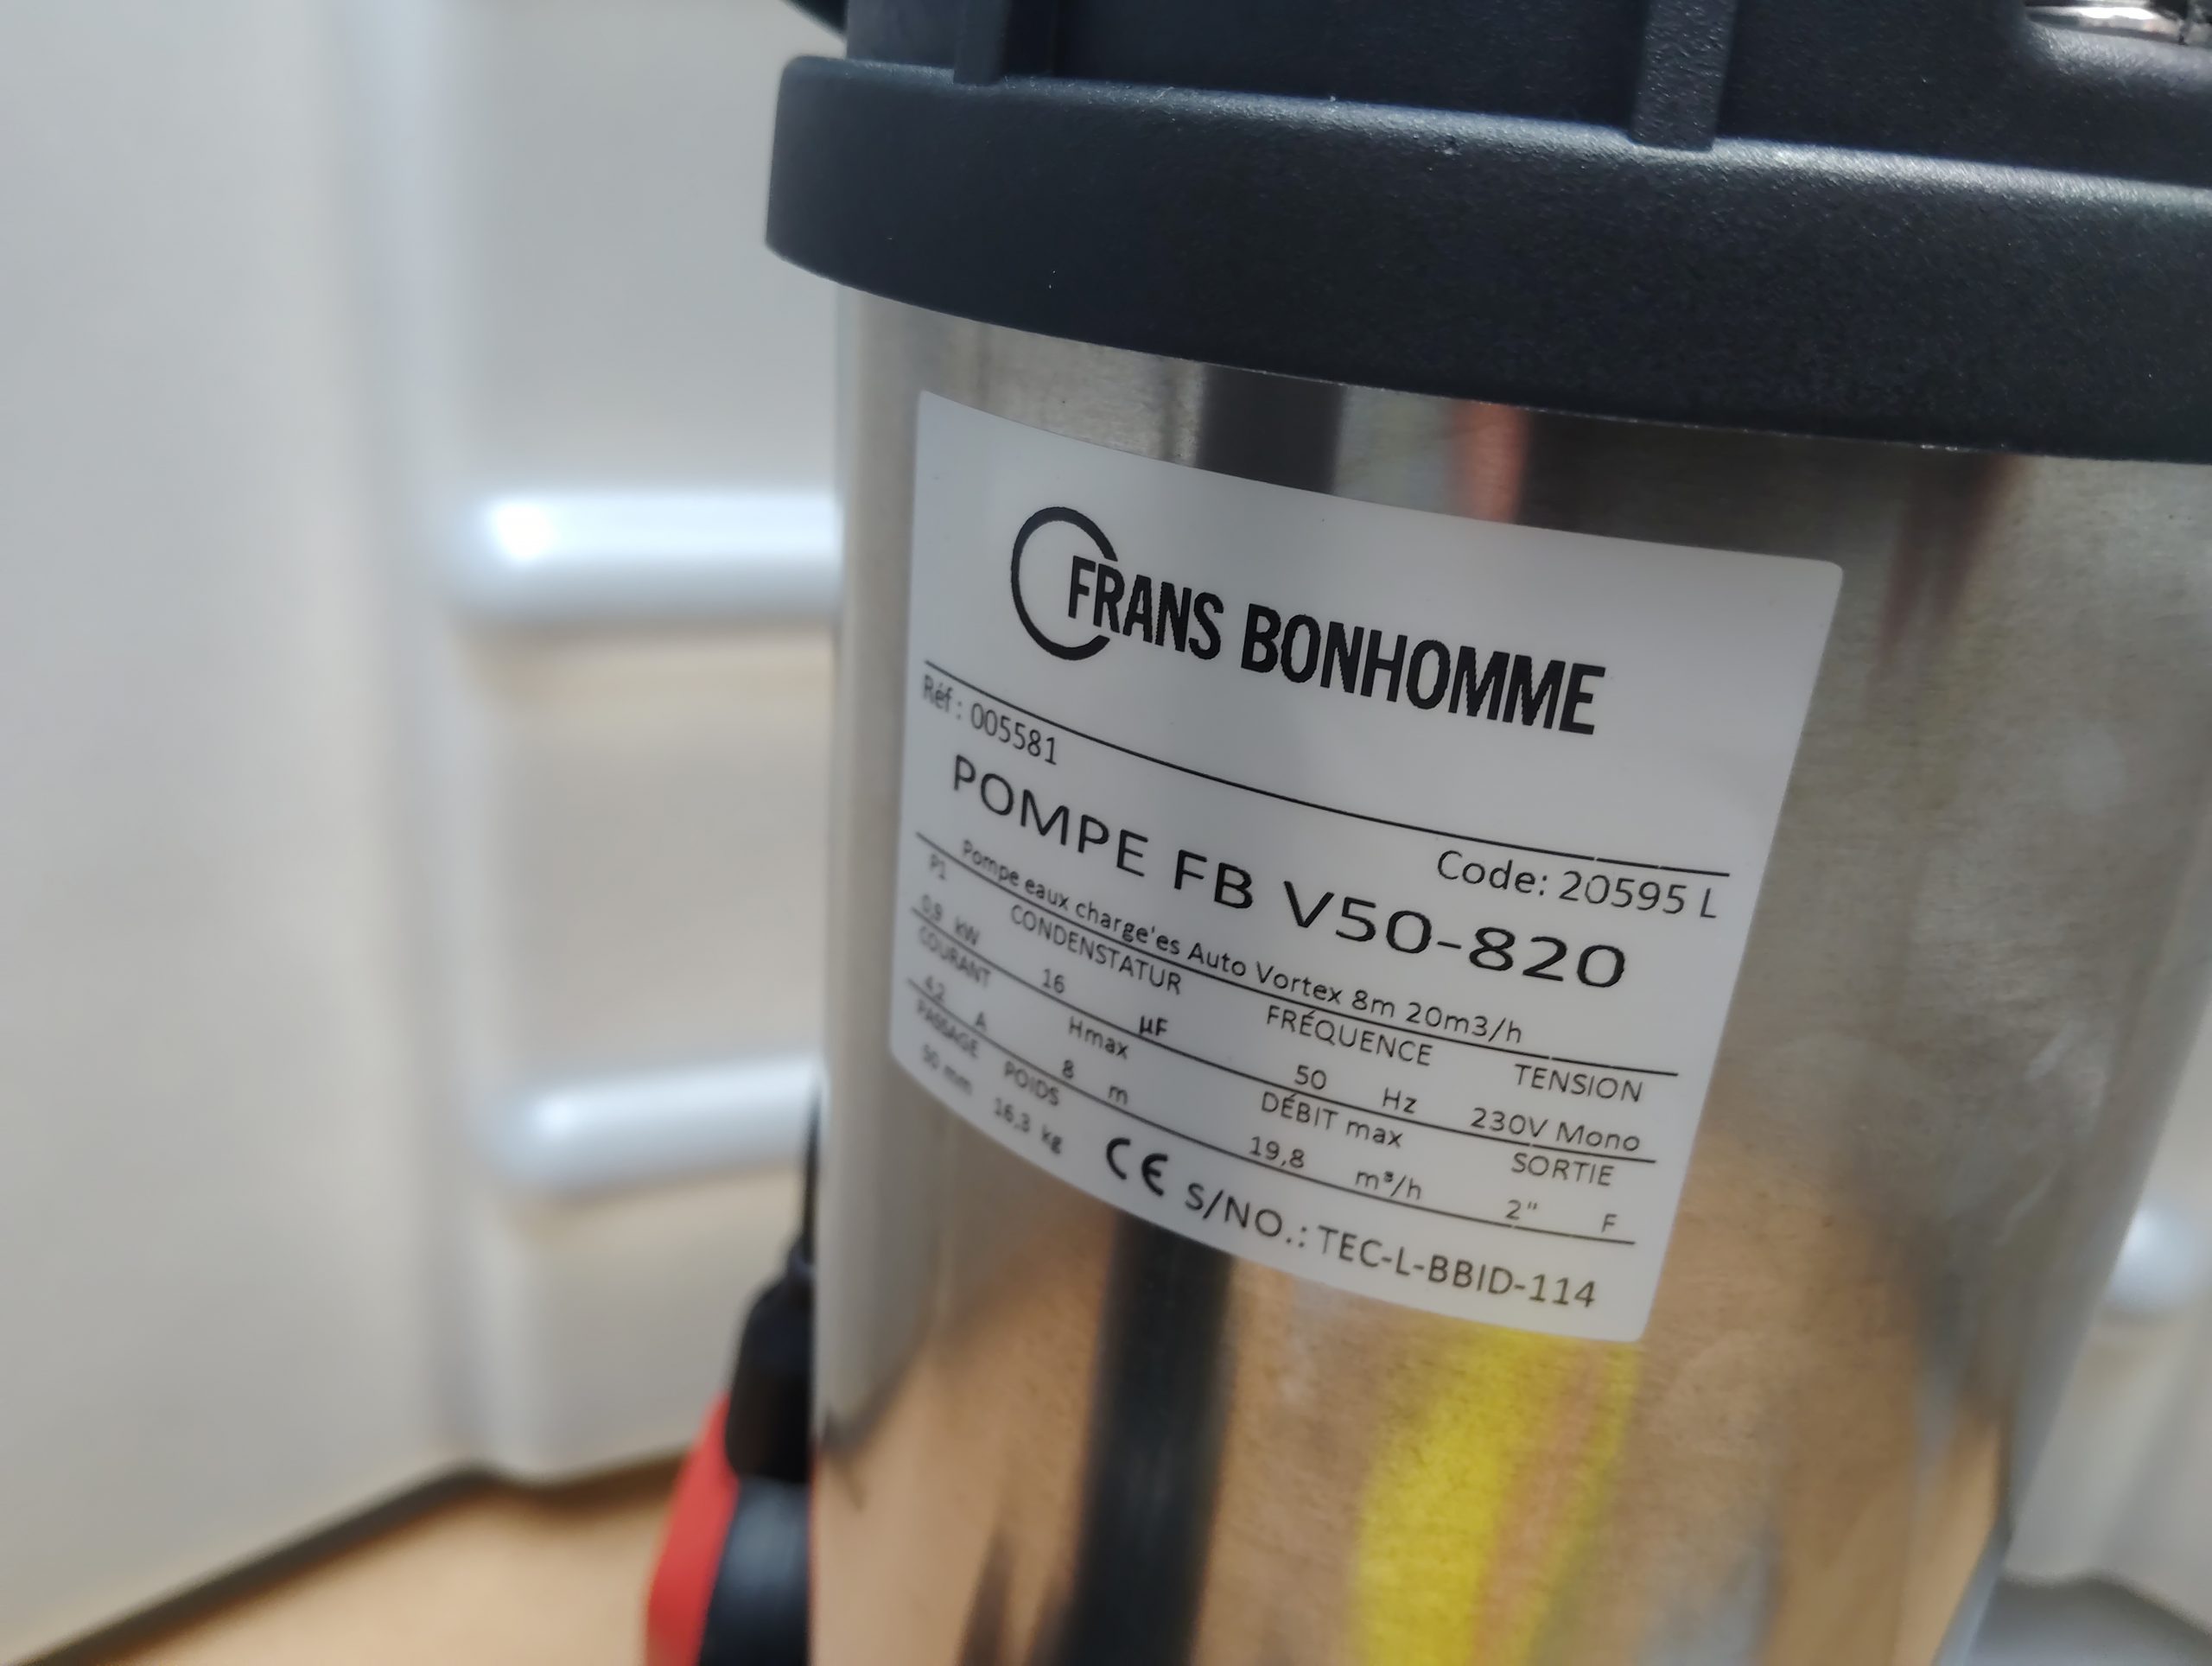 FRANS BONHOMME
Réf : 005581
Code: 20595 L
POMPE FB V50-820
Pompe eaux charge'es Auto Vortex 8m 20m3/h
P1 CONDENSTATUR FRÉQUENCE TENSION
0,9 kW 16 µF 50 Hz 230V Mono
COURANT Hmax DÉBIT max SORTIE
4,2 A 8 m 19,8 m³/h 2" F
PASSAGE POIDS
50 mm 16,3 kg
CE S/NO.: TEC-L-BBID-114